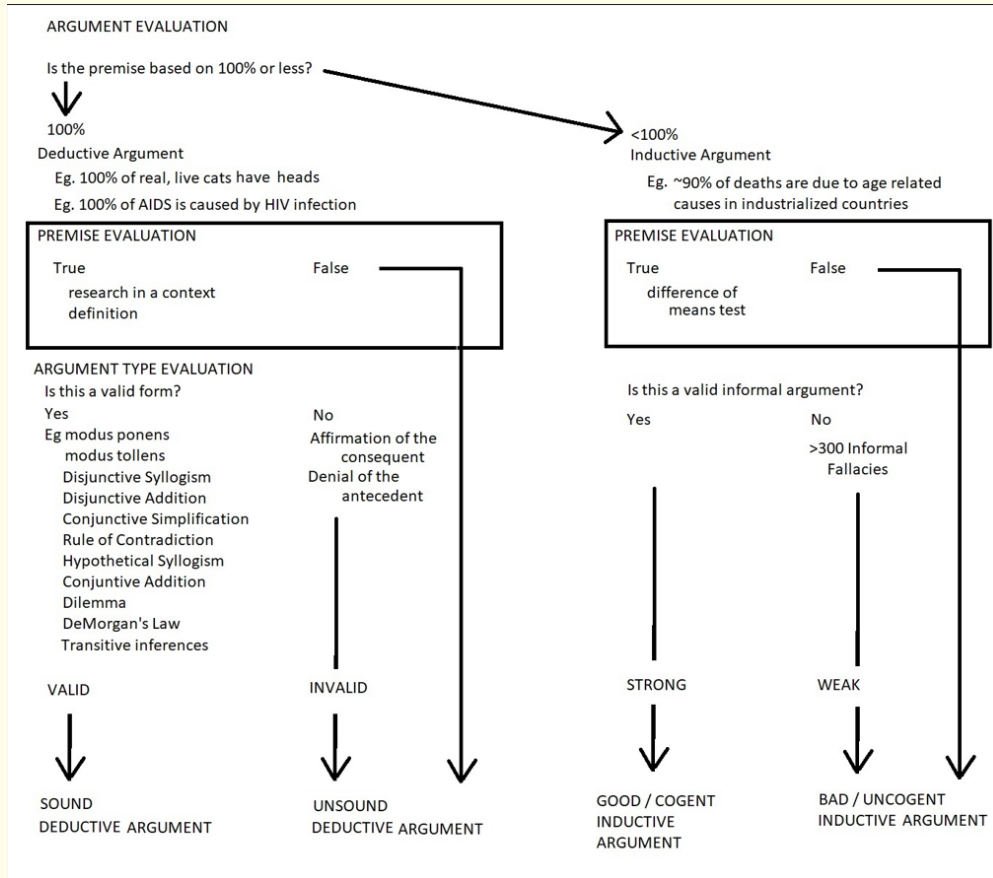 ARGUMENT EVALUATION
Is the premise based on 100% or less?
100%
Deductive Argument
Eg. 100% of real, live cats have heads
Eg. 100% of AIDS is caused by HIV infection
<100%
Inductive Argument
Eg. ~90% of deaths are due to age related
causes in industrialized countries
PREMISE EVALUATION
True
False
research in a context
definition
PREMISE EVALUATION
True
False
difference of
means test
ARGUMENT TYPE EVALUATION
Is this a valid form?
Yes
Eg modus ponens
modus tollens
Disjunctive Syllogism
Disjunctive Addition
Conjunctive Simplification
Rule of Contradiction
Hypothetical Syllogism
Conjuntive Addition
Dilemma
DeMorgan's Law
Transitive inferences
No
Affirmation of the
consequent
Denial of the
antecedent
Is this a valid informal argument?
Yes
No
>300 Informal
Fallacies
VALID
INVALID
STRONG
WEAK
SOUND
DEDUCTIVE ARGUMENT
UNSOUND
DEDUCTIVE ARGUMENT
GOOD / COGENT
INDUCTIVE
ARGUMENT
BAD / UNCOGENT
INDUCTIVE ARGUMENT